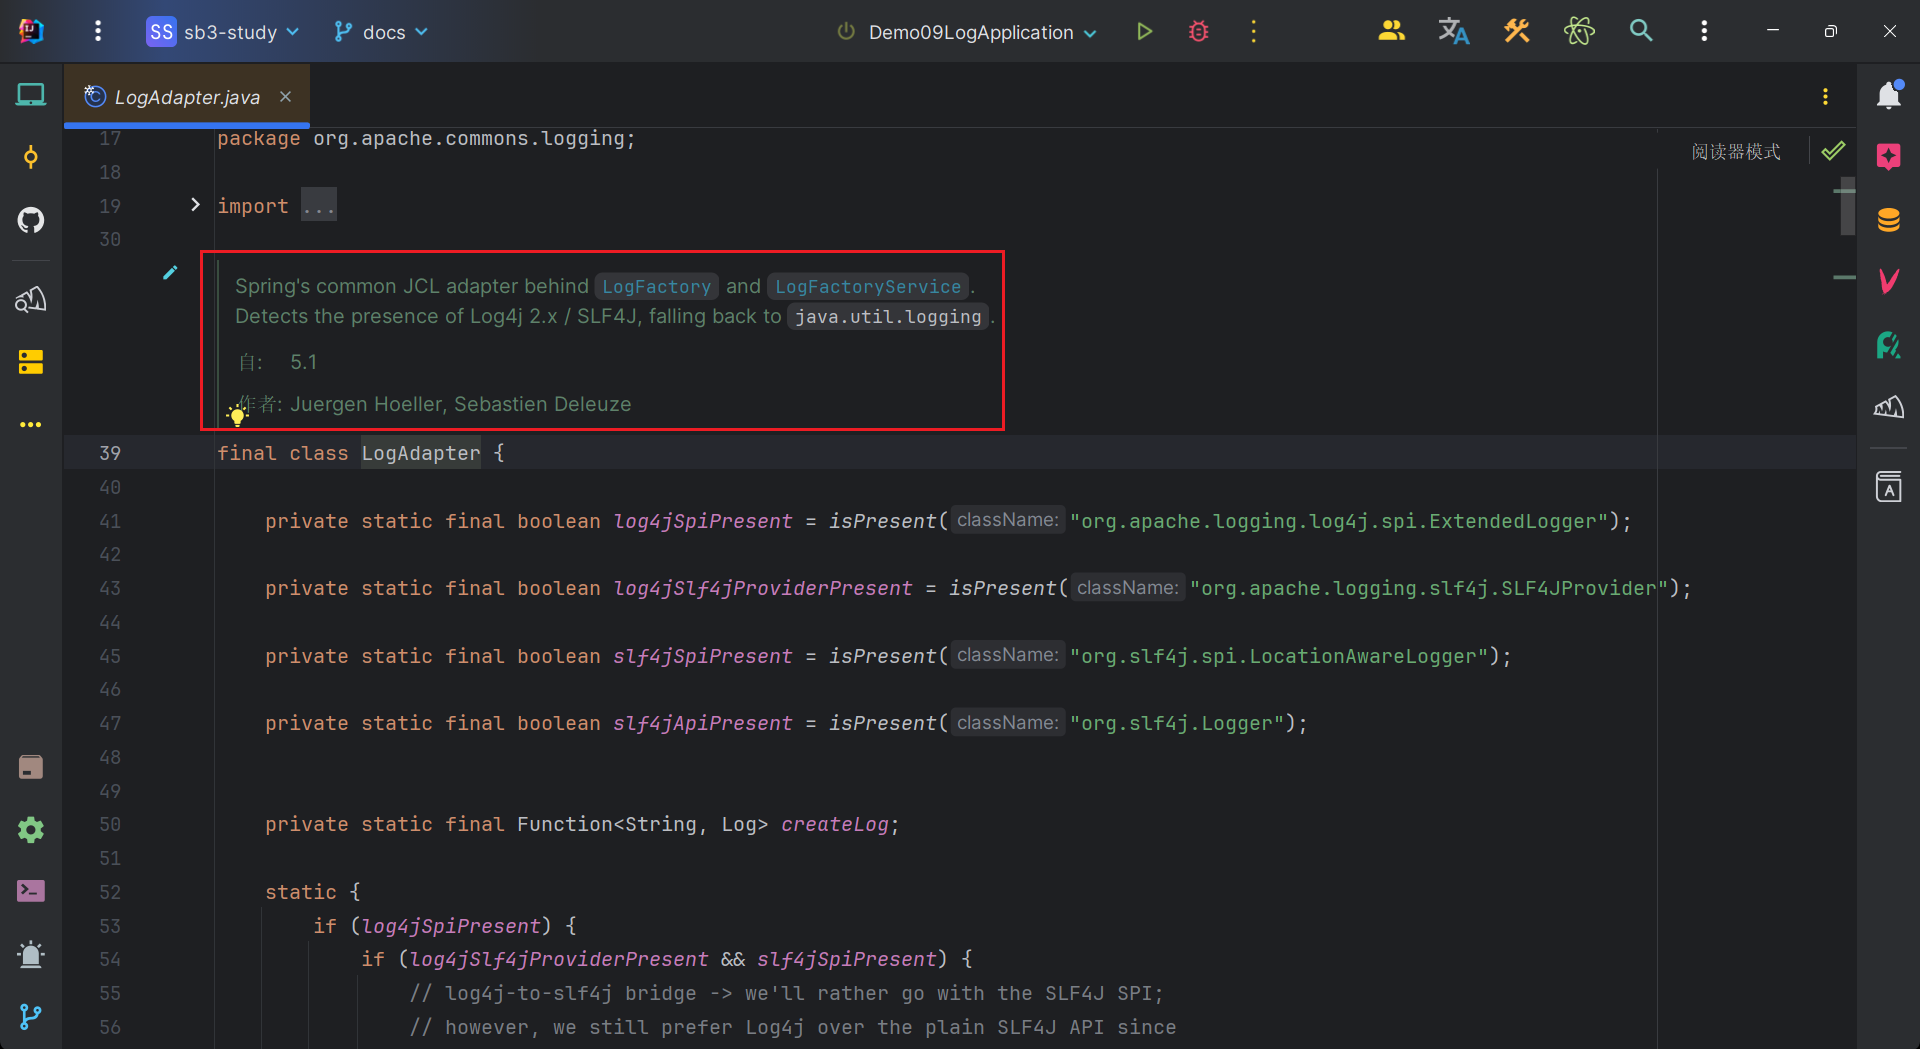 SS sb3-study docs Demo09LogApplication
LogAdapter.java
17 package org.apache.commons.logging;
阅读器模式
18
19 import ...
30
Spring's common JCL adapter behind LogFactory and LogFactoryService.
Detects the presence of Log4j 2.x / SLF4J, falling back to java.util.logging.
自: 5.1
作者: Juergen Hoeller, Sebastien Deleuze
39 final class LogAdapter {
40
41 private static final boolean log4jSpiPresent = isPresent( className: "org.apache.logging.log4j.spi.ExtendedLogger");
42
43 private static final boolean log4jSlf4jProviderPresent = isPresent( className: "org.apache.logging.slf4j.SLF4JProvider");
44
45 private static final boolean slf4jSpiPresent = isPresent( className: "org.slf4j.spi.LocationAwareLogger");
46
47 private static final boolean slf4jApiPresent = isPresent( className: "org.slf4j.Logger");
48
49
50 private static final Function<String, Log> createLog;
51
52 static {
53 if (log4jSpiPresent) {
54 if (log4jSlf4jProviderPresent && slf4jSpiPresent) {
55 // log4j-to-slf4j bridge -> we'll rather go with the SLF4J SPI;
56 // however, we still prefer Log4j over the plain SLF4J API since